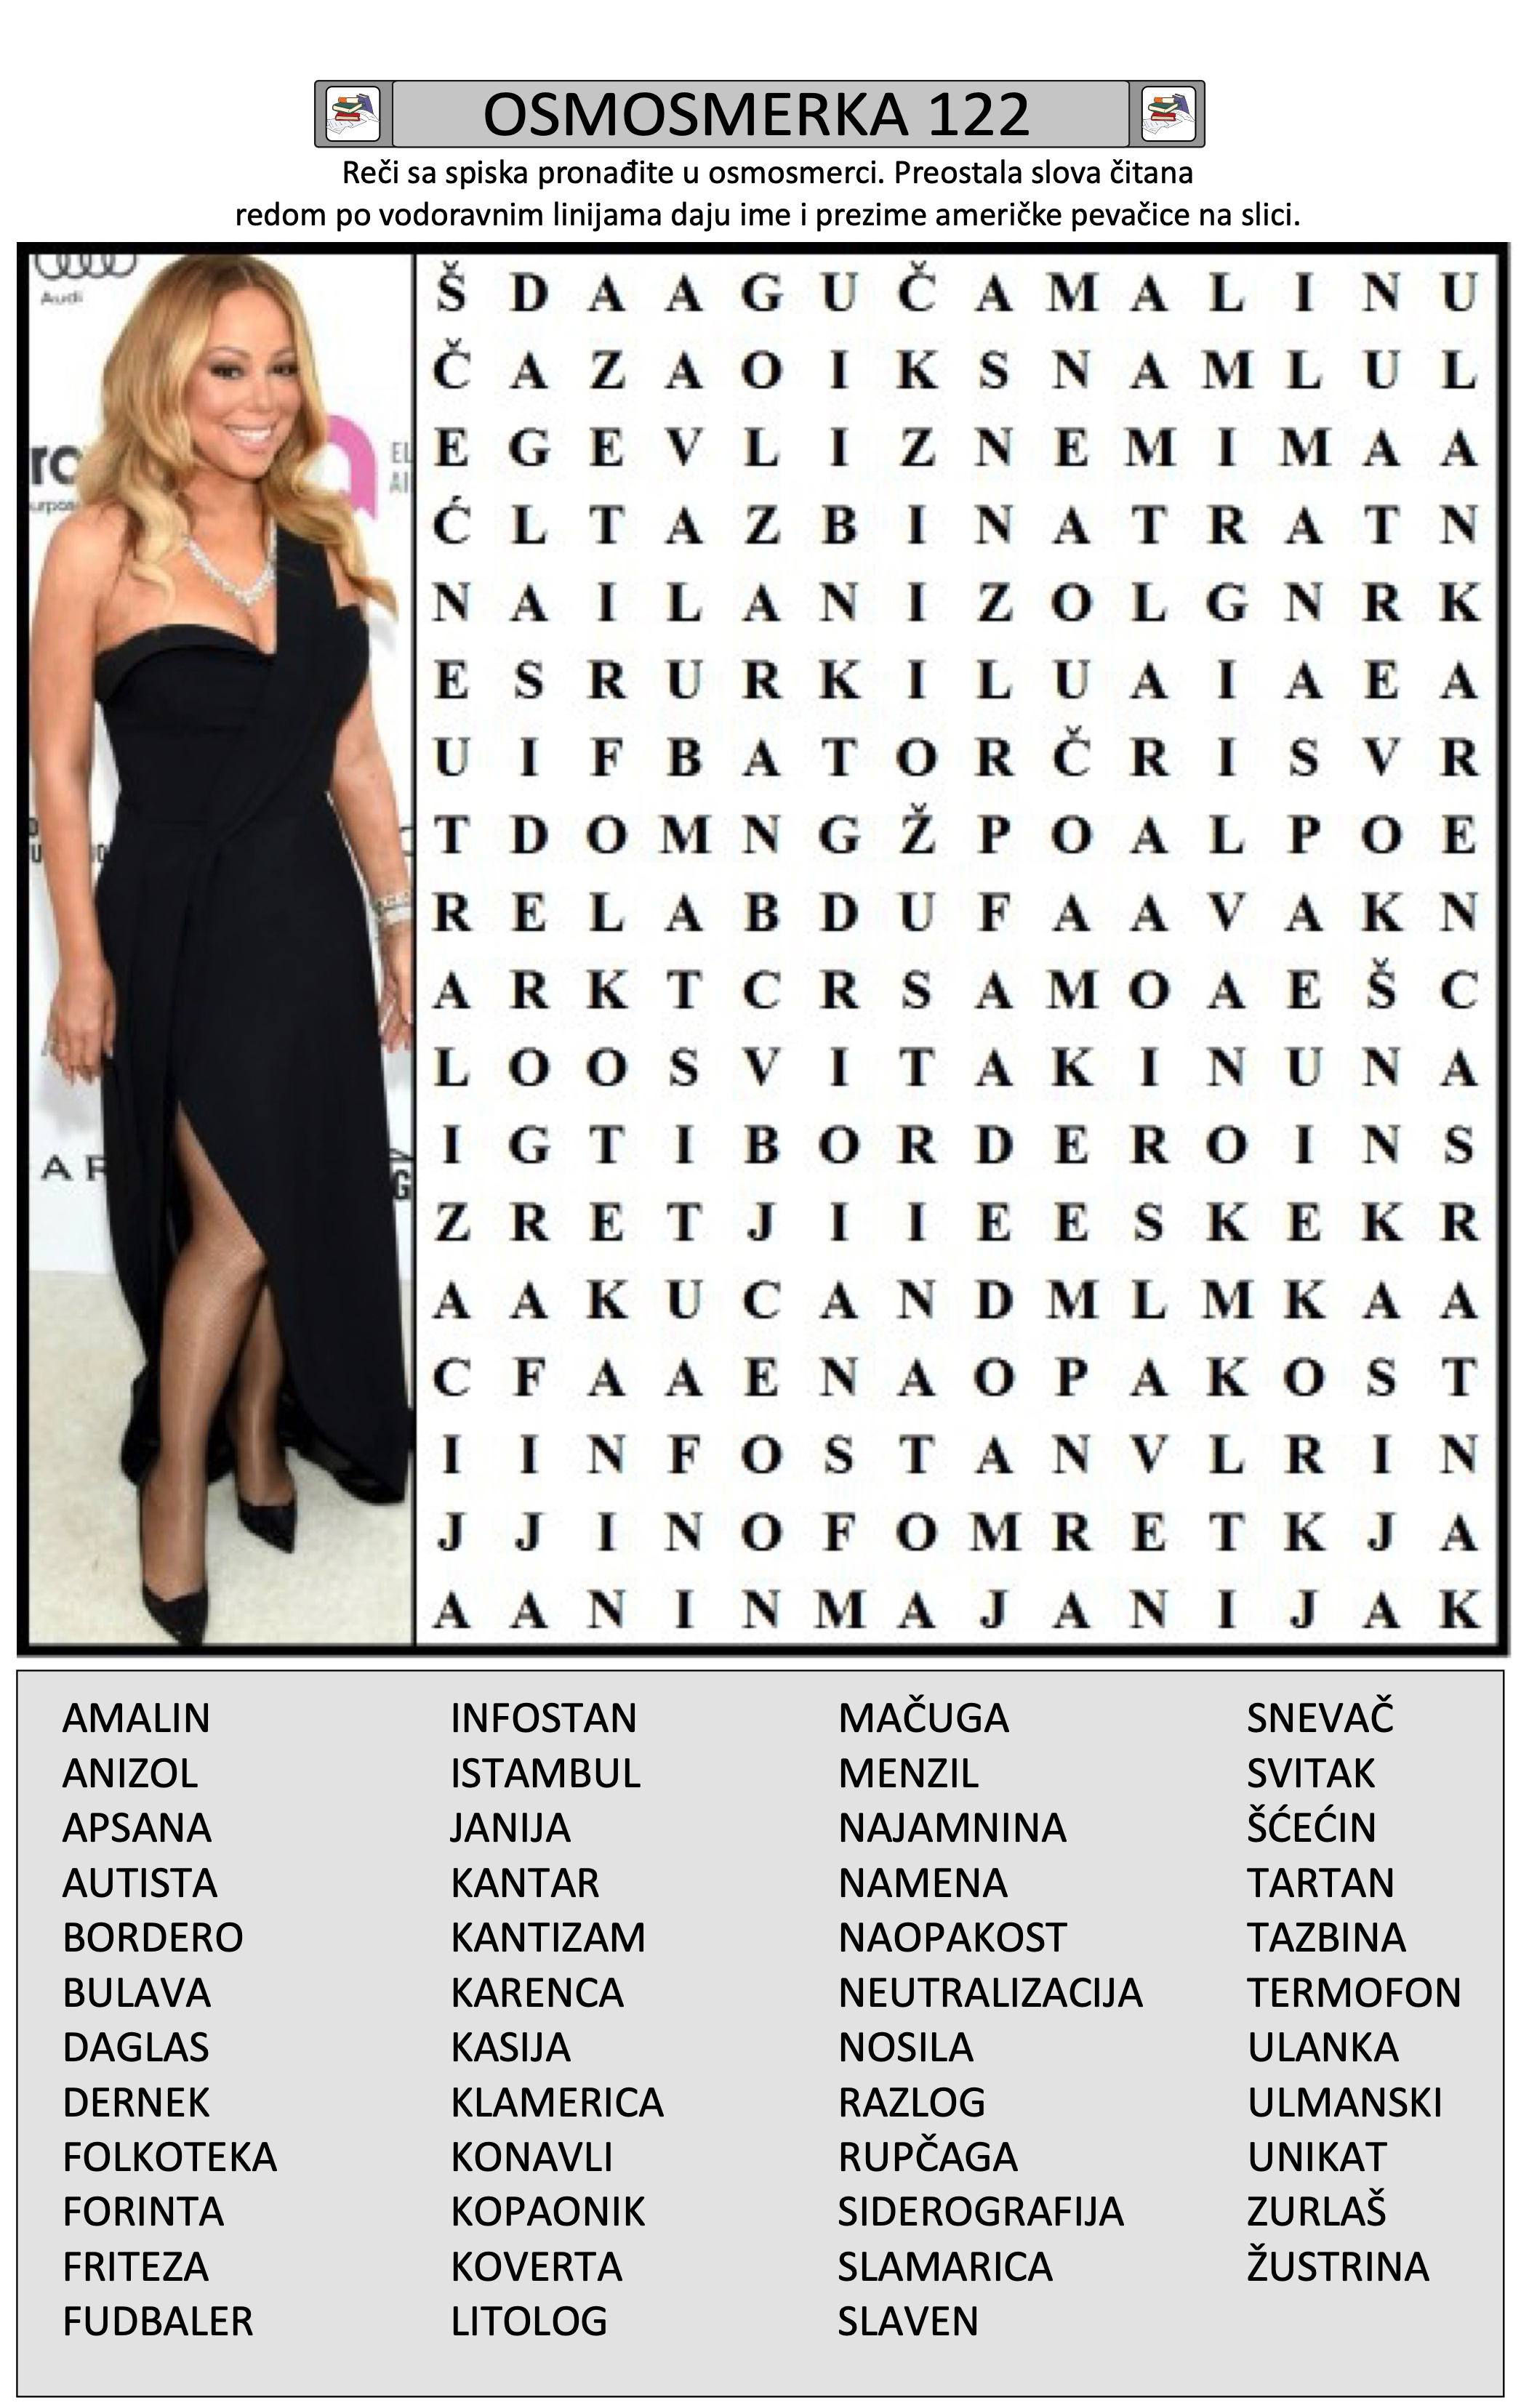 OSMOSMERKA 122
Reči sa spiska pronađite u osmosmerci. Preostala slova čitana
redom po vodoravnim linijama daju ime i prezime američke pevačice na slici.
Audi
Š D A A G U Č A M A L I N U
Č A Z A O I K S N A M L U L
E G E V L I Z N E M I M A A
Ć L T A Z B I N A T R A T N
N A I L A N I Z O L G N R K
E S R U R K I L U A I A E A
U I F B A T O R Č R I S V R
T D O M N G Ž P O A L P O E
R E L A B D U F A A V A K N
A R K T C R S A M O A E Š C
L O O S V I T A K I N U N A
I G T I B O R D E R O I N S
Z R E T J I I E E S K E K R
A A K U C A N D M L M K A A
C F A A E N A O P A K O S T
I I N F O S T A N V L R I N
J J I N O F O M R E T K J A
A A N I N M A J A N I J A K
AMALIN
ANIZOL
APSANA
AUTISTA
BORDERO
BULAVA
DAGLAS
DERNEK
FOLKOTEKA
FORINTA
FRITEZA
FUDBALER
INFOSTAN
ISTAMBUL
JANIJA
KANTAR
KANTIZAM
KARENCA
KASIJA
KLAMERICA
KONAVLI
KOPAONIK
KOVERTA
LITOLOG
MAČUGA
MENZIL
NAJAMNINA
NAMENA
NAOPAKOST
NEUTRALIZACIJA
NOSILA
RAZLOG
RUPČAGA
SIDEROGRAFIJA
SLAMARICA
SLAVEN
SNEVAČ
SVITAK
ŠĆEĆIN
TARTAN
TAZBINA
TERMOFON
ULANKA
ULMANSKI
UNIKAT
ZURLAŠ
ŽUSTRINA